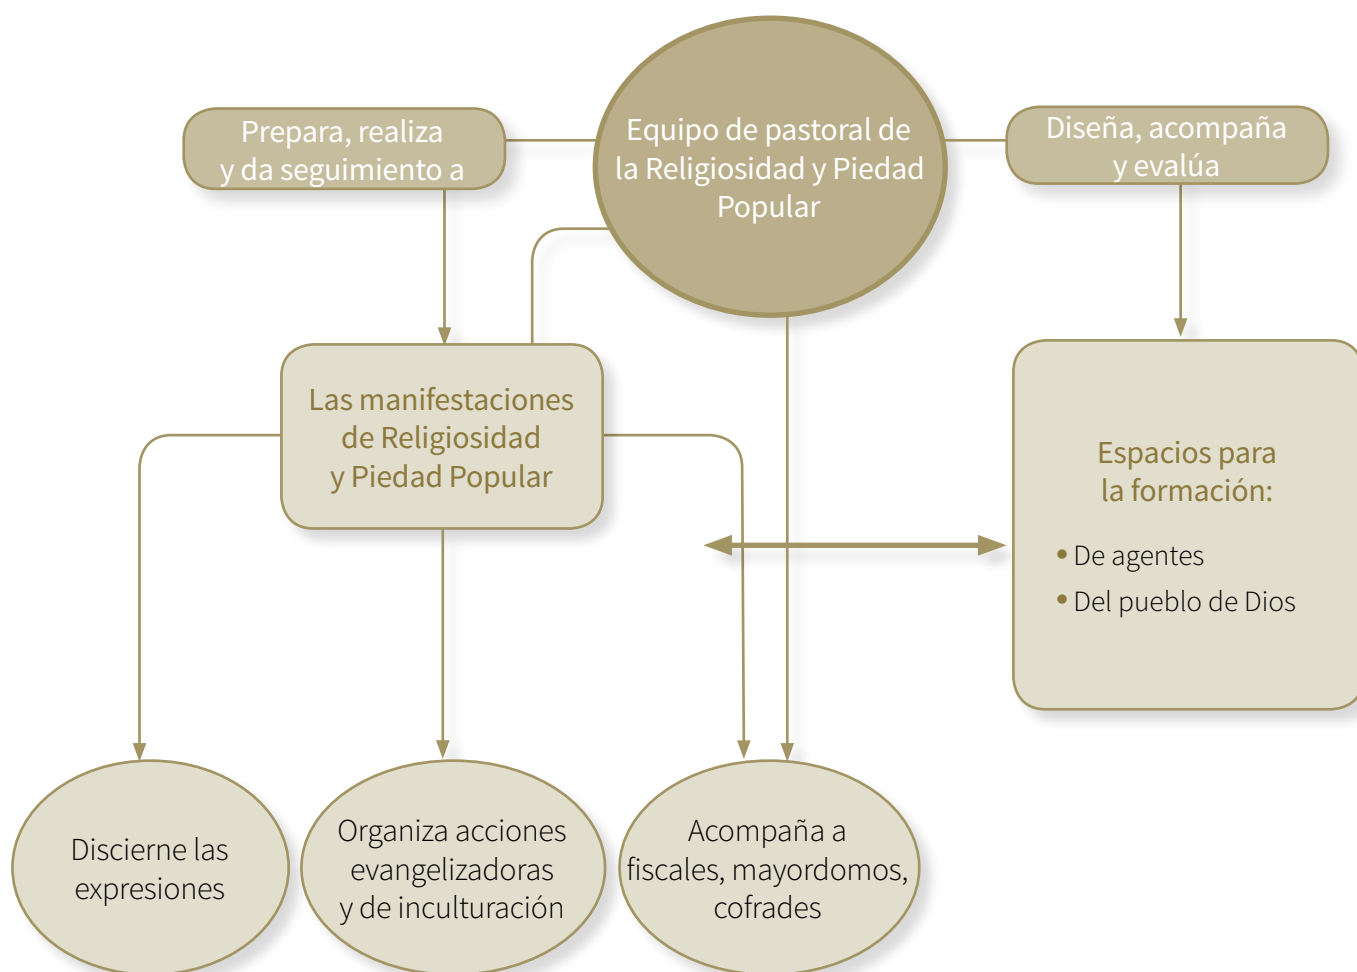 Prepara, realiza
y da seguimiento a
Equipo de pastoral de
la Religiosidad y Piedad
Popular
Diseña, acompaña
y evalúa
Las manifestaciones
de Religiosidad
y Piedad Popular
Espacios para
la formación:
• De agentes
• Del pueblo de Dios
Discierne las
expresiones
Organiza acciones
evangelizadoras
y de inculturación
Acompaña a
fiscales, mayordomos,
cofrades